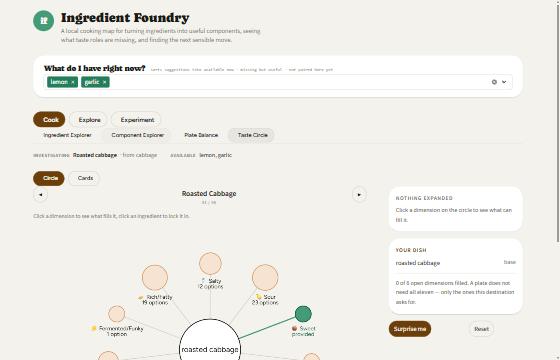 Ingredient Foundry
A local cooking map for turning ingredients into useful components, seeing
what taste roles are missing, and finding the next sensible move.
What do I have right now?
lemon × garlic ×
Cook Explore Experiment
Ingredient Explorer Component Explorer Plate Balance Taste Circle
INVESTIGATING Roasted cabbage · from cabbage AVAILABLE lemon, garlic
Circle Cards
Roasted Cabbage
Click a dimension to see what fills it, click an ingredient to lock it in.
NOTHING EXPANDED
Click a dimension on the circle to see what can
fill it.
YOUR DISH
roasted cabbage base
0 of 6 open dimensions filled. A plate does not
need all eleven — only the ones this destination
asks for.
Surprise me Reset
Salty
12 options
Rich/Fatty
19 options
Sour
23 options
Fermented/Funky
1 option
Sweet
provided
roasted cabbage